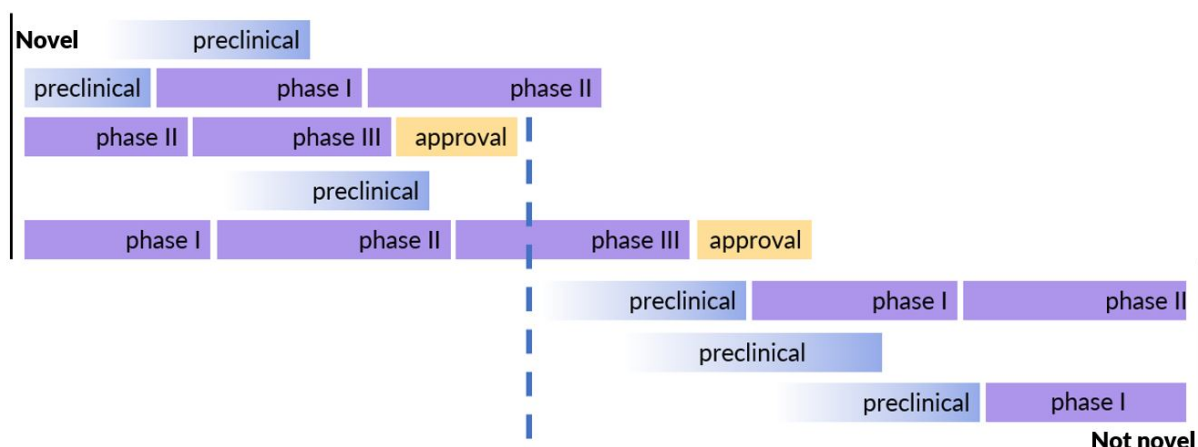 Novel preclinical
preclinical phase I phase II
phase II phase III approval
preclinical
phase I phase II phase III approval
preclinical phase I phase II
preclinical
preclinical phase I
Not novel